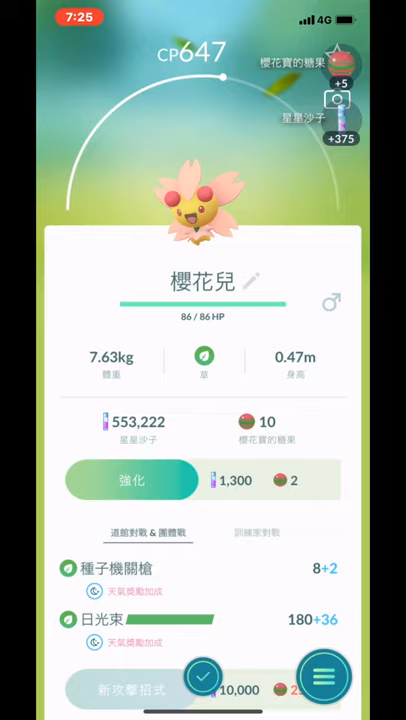 7:25
4G
CP647
櫻花寶的糖果
+5
星星沙子
+375
櫻花兒
86 / 86 HP
7.63kg
體重
草
0.47m
身高
553,222
星星沙子
10
櫻花寶的糖果
強化
1,300
2
道館對戰 & 團體戰
訓練家對戰
種子機關槍
8+2
天氣獎勵加成
日光束
180+36
天氣獎勵加成
新攻擊招式
10,000